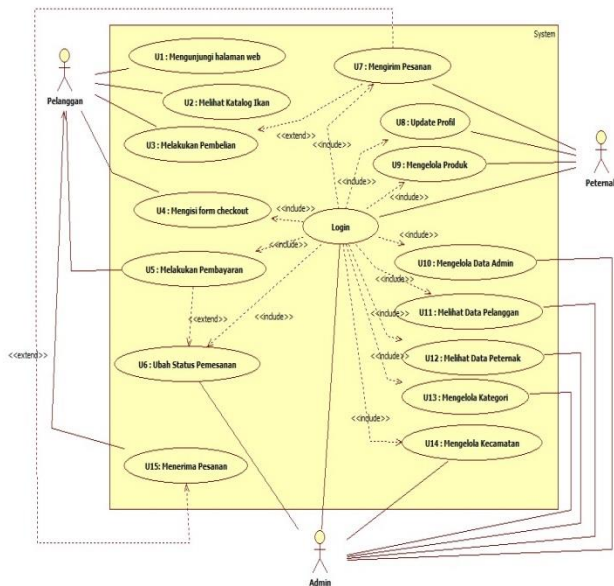 System
U1 : Mengunjungi halaman web
U7 : Mengirim Pesanan
Pelanggan
U2 : Melihat Katalog Ikan
U8 : Update Profil
U3 : Melakukan Pembelian
<<extend>>
<<include>>
U9 : Mengelola Produk
<<include>>
Peternak
<<include>>
U4 : Mengisi form checkout
<<include>>
Login
<<include>>
<<include>>
U10 : Mengelola Data Admin
U5 : Melakukan Pembayaran
<<include>>
U11 : Melihat Data Pelanggan
<<extend>>
<<include>>
<<include>>
<<extend>>
U6 : Ubah Status Pemesanan
<<include>>
U12 : Melihat Data Peternak
<<include>>
U13 : Mengelola Kategori
<<include>>
U14 : Mengelola Kecamatan
U15: Menerima Pesanan
Admin